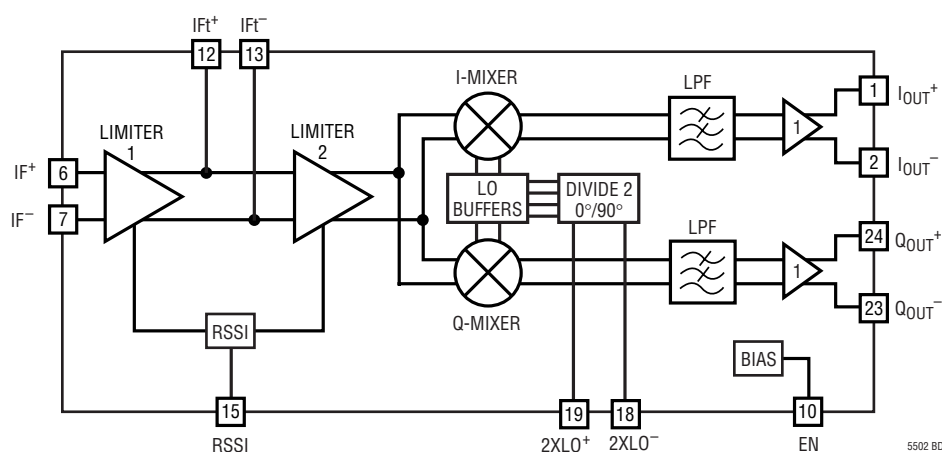 IFt+ IFt–
12 13
I-MIXER LPF
1 IOUT+
LIMITER
1
LIMITER
2
1
IF+ 6
2 IOUT–
LO
BUFFERS
DIVIDE 2
0°/90°
IF– 7
LPF
24 QOUT+
1
Q-MIXER
23 QOUT–
RSSI
BIAS
15 19 18 10
RSSI 2XLO+ 2XLO– EN
5502 BD